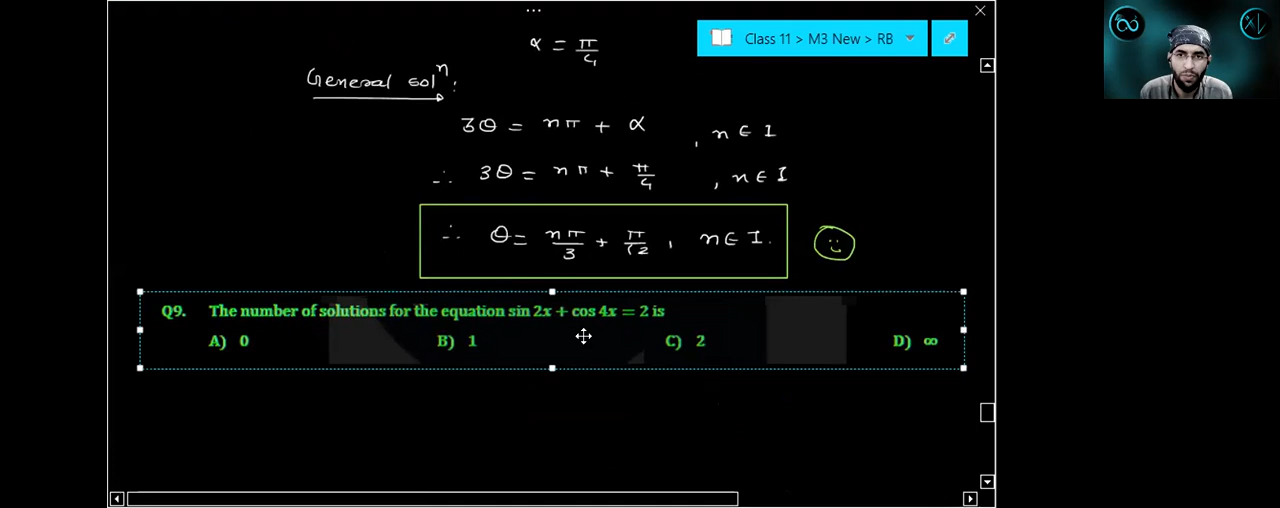 ...
Class 11 > M3 New > RB
α = π/4
General solⁿ:
3θ = nπ + α , n ∈ I
∴ 3θ = nπ + π/4 , n ∈ I
∴ θ = nπ/3 + π/12 , n ∈ I.
Q9. The number of solutions for the equation sin 2x + cos 4x = 2 is
A) 0 B) 1 C) 2 D) ∞